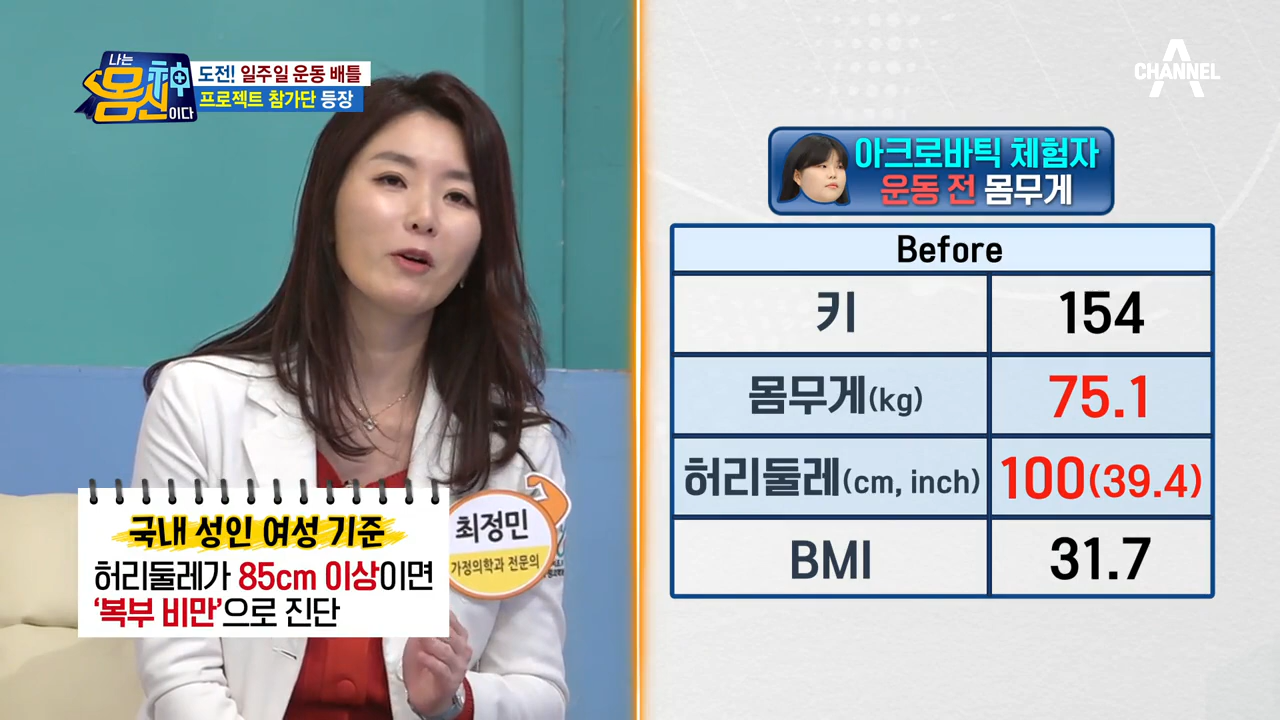 나는
몸神
신이다
도전! 일주일 운동 배틀
프로젝트 참가단 등장
CHANNEL A
아크로바틱 체험자
운동 전 몸무게
Before
키 154
몸무게(kg) 75.1
허리둘레(cm, inch) 100(39.4)
BMI 31.7
최정민
가정의학과 전문의
국내 성인 여성 기준
허리둘레가 85cm 이상이면
‘복부 비만’으로 진단